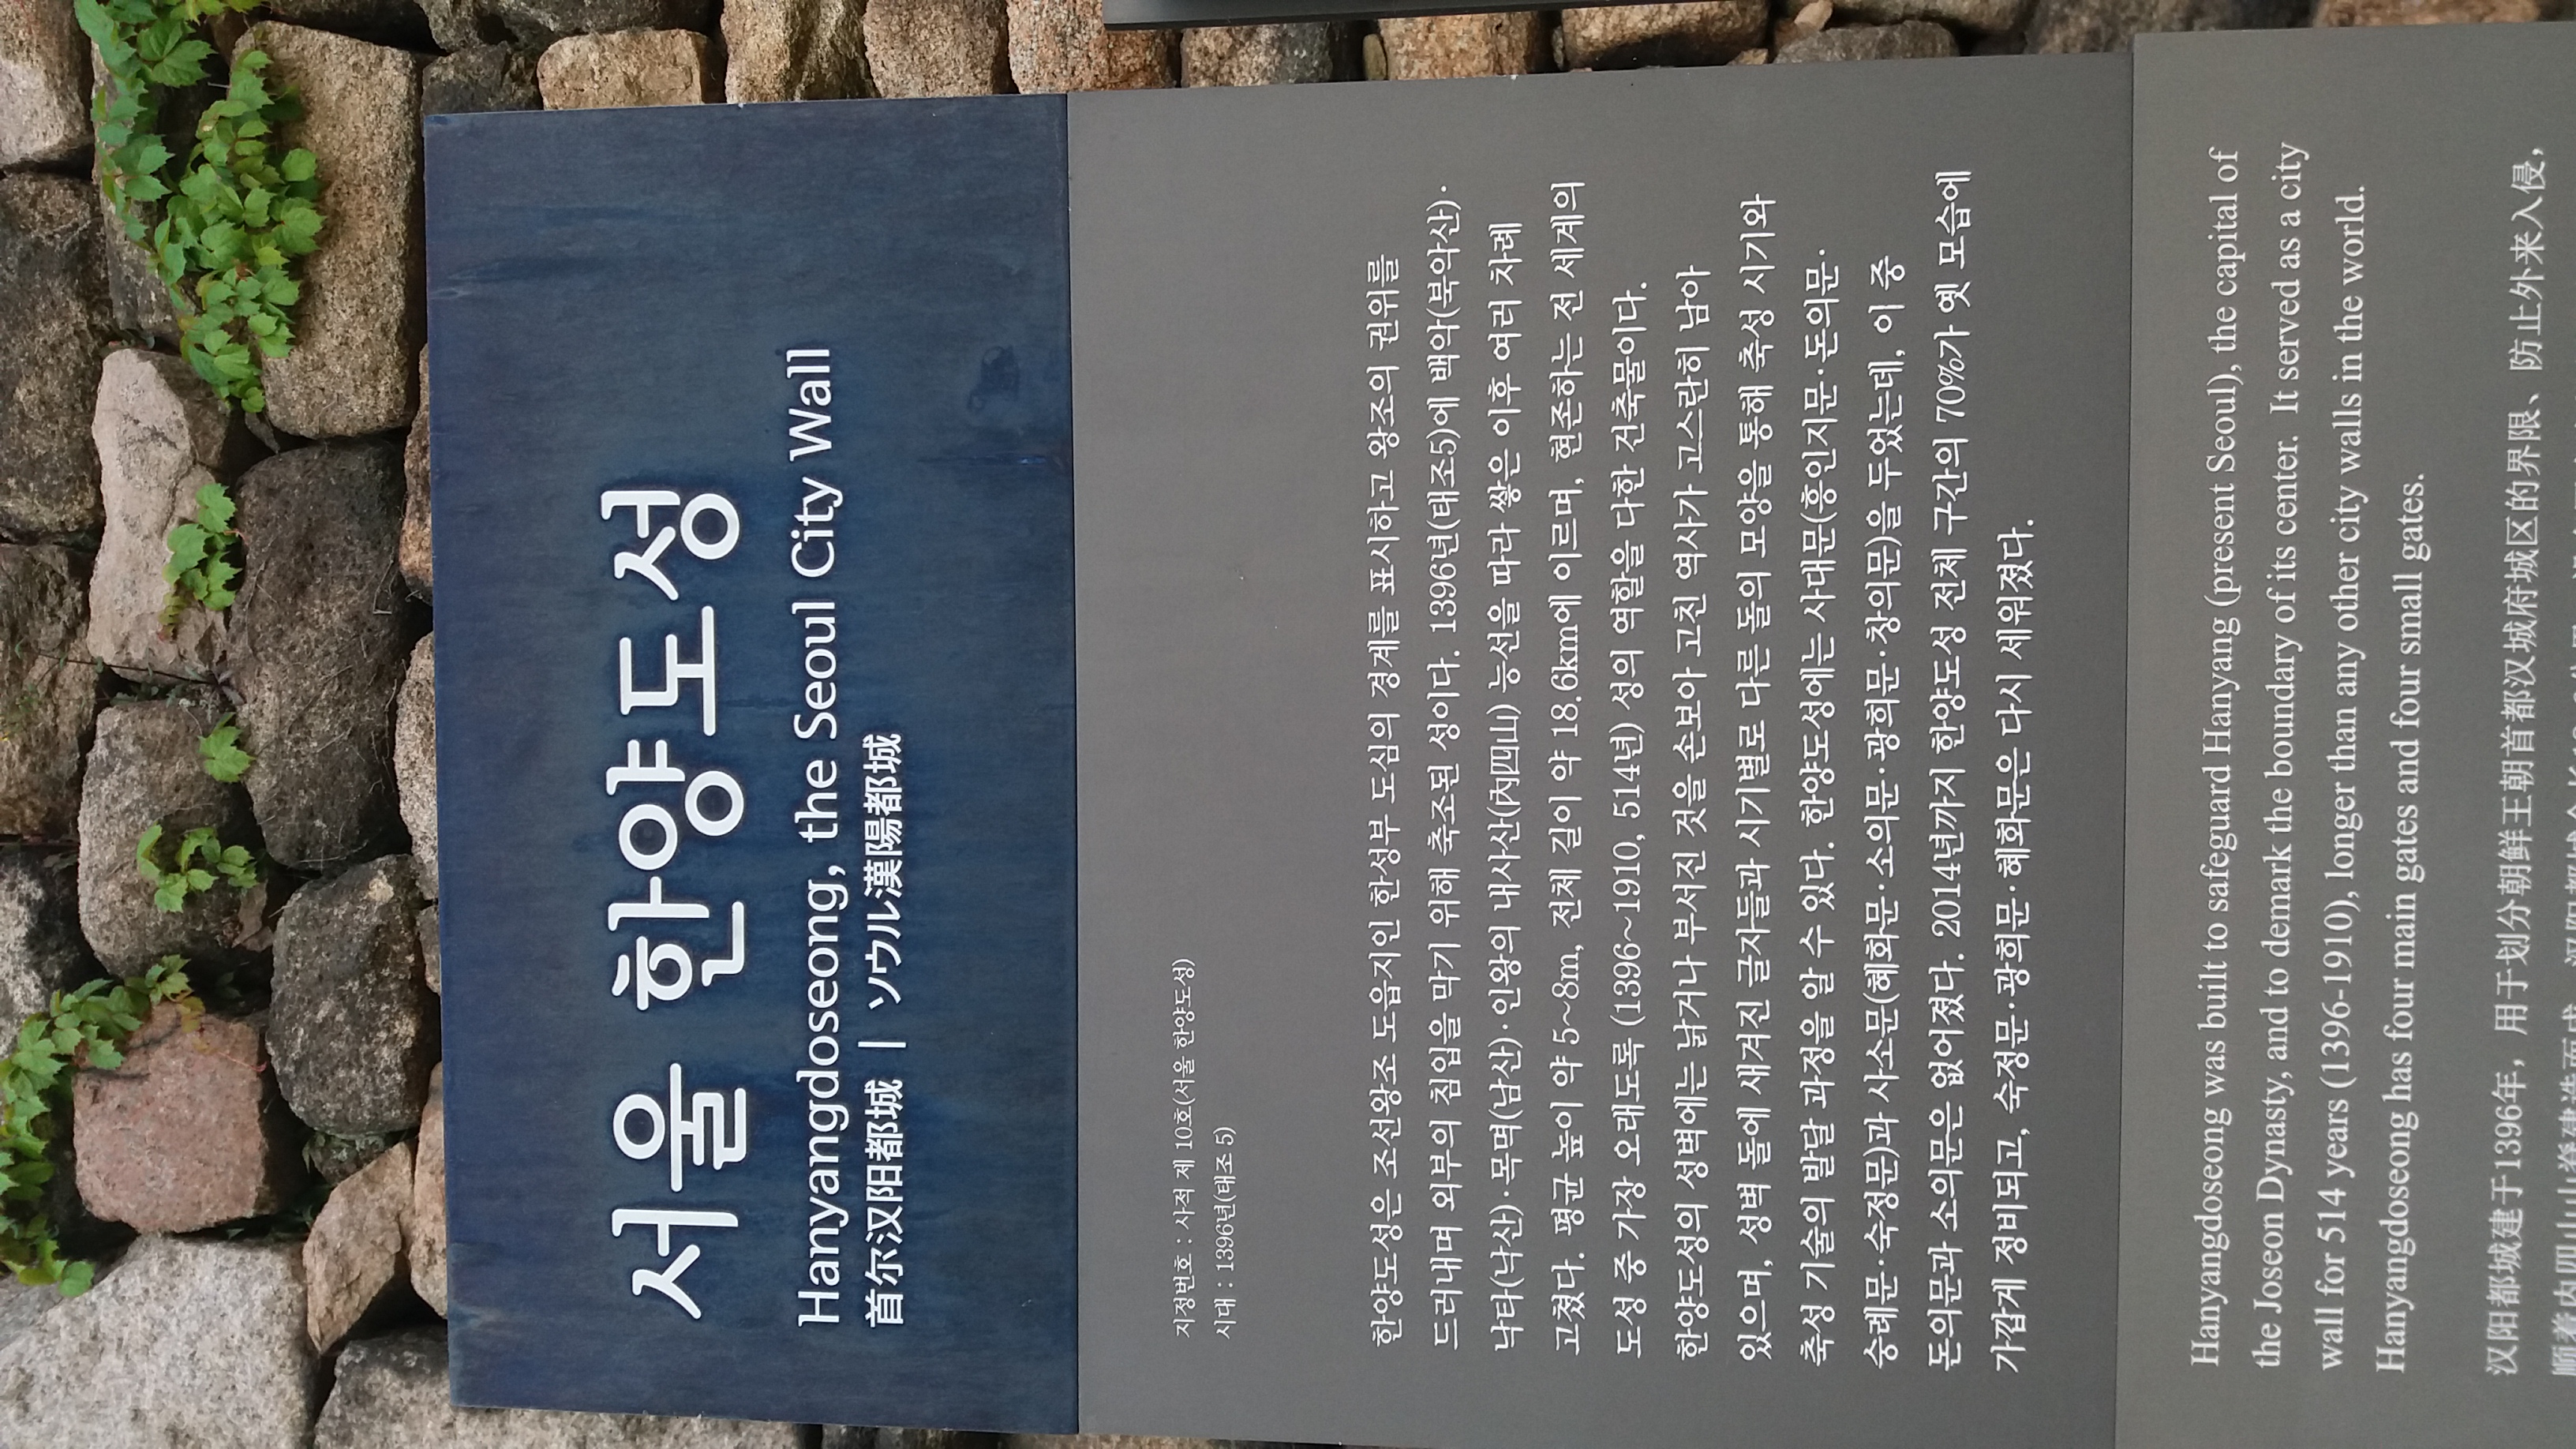 서울 한양도성
Hanyangdoseong, the Seoul City Wall
首尔汉阳都城 | ソウル漢陽都城
지정번호 : 사적 제 10호(서울 한양도성)
시대 : 1396년(태조 5)
한양도성은 조선왕조 도읍지인 한성부 도심의 경계를 표시하고 왕조의 권위를
드러내며 외부의 침입을 막기 위해 축조된 성이다. 1396년(태조5)에 백악(북악산)·
낙타(낙산)·목멱(남산)·인왕의 내사산(內四山) 능선을 따라 쌓은 이후 여러 차례
고쳤다. 평균 높이 약 5~8m, 전체 길이 약 18.6km에 이르며, 현존하는 전 세계의
도성 중 가장 오래도록 (1396~1910, 514년) 성의 역할을 다한 건축물이다.
한양도성의 성벽에는 낡거나 부서진 것을 손보아 고친 역사가 고스란히 남아
있으며, 성벽 돌에 새겨진 글자들과 시기별로 다른 돌의 모양을 통해 축성 시기와
축성 기술의 발달 과정을 알 수 있다. 한양도성에는 사대문(흥인지문·돈의문·
숭례문·숙정문)과 사소문(혜화문·소의문·광희문·창의문)을 두었는데, 이 중
돈의문과 소의문은 없어졌다. 2014년까지 한양도성 전체 구간의 70%가 옛 모습에
가깝게 정비되고, 숙정문·광희문·혜화문은 다시 세워졌다.
Hanyangdoseong was built to safeguard Hanyang (present Seoul), the capital of
the Joseon Dynasty, and to demark the boundary of its center. It served as a city
wall for 514 years (1396-1910), longer than any other city walls in the world.
Hanyangdoseong has four main gates and four small gates.
汉阳都城建于1396年，用于划分朝鲜王朝首都汉城府城区的界限、防止外来入侵，